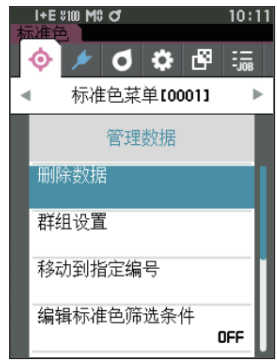 I+E 100 M0 10:11
标准色
-JOB
标准色菜单[0001]
管理数据
删除数据
群组设置
移动到指定编号
编辑标准色筛选条件
OFF